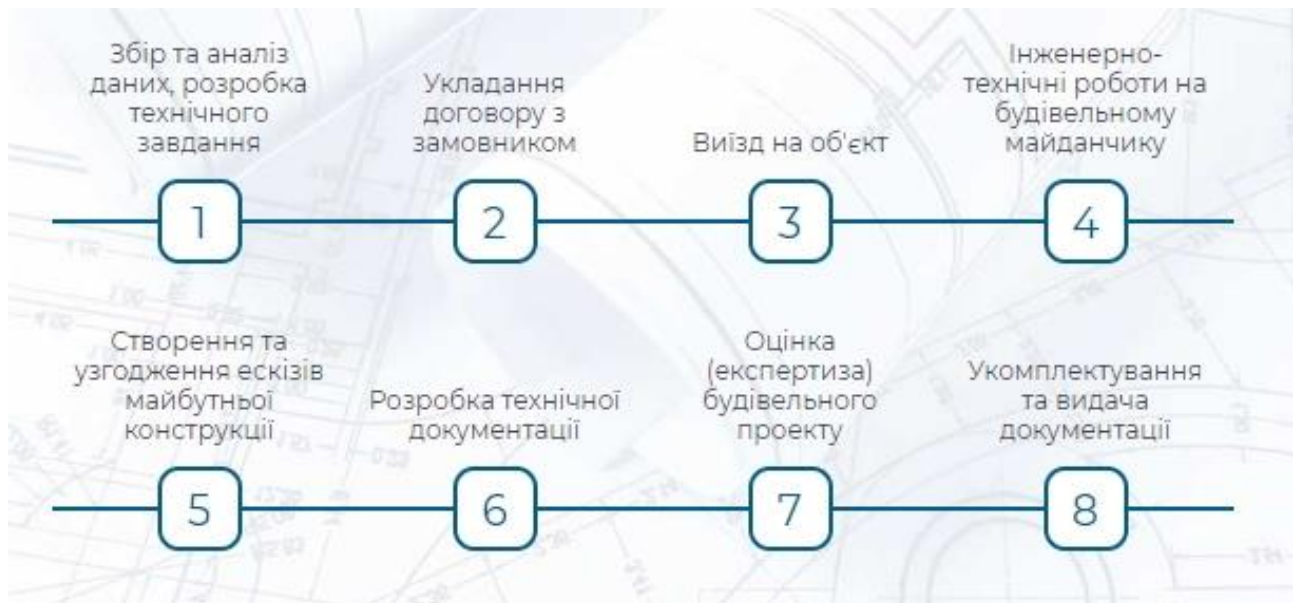 Збір та аналіз
даних, розробка
технічного
завдання
Укладання
договору з
замовником
Виїзд на об'єкт
Інженерно-
технічні роботи на
будівельному
майданчику
1
2
3
4
Створення та
узгодження ескізів
майбутньої
конструкції
Розробка технічної
документації
Оцінка
(експертиза)
будівельного
проекту
Укомплектування
та видача
документації
5
6
7
8